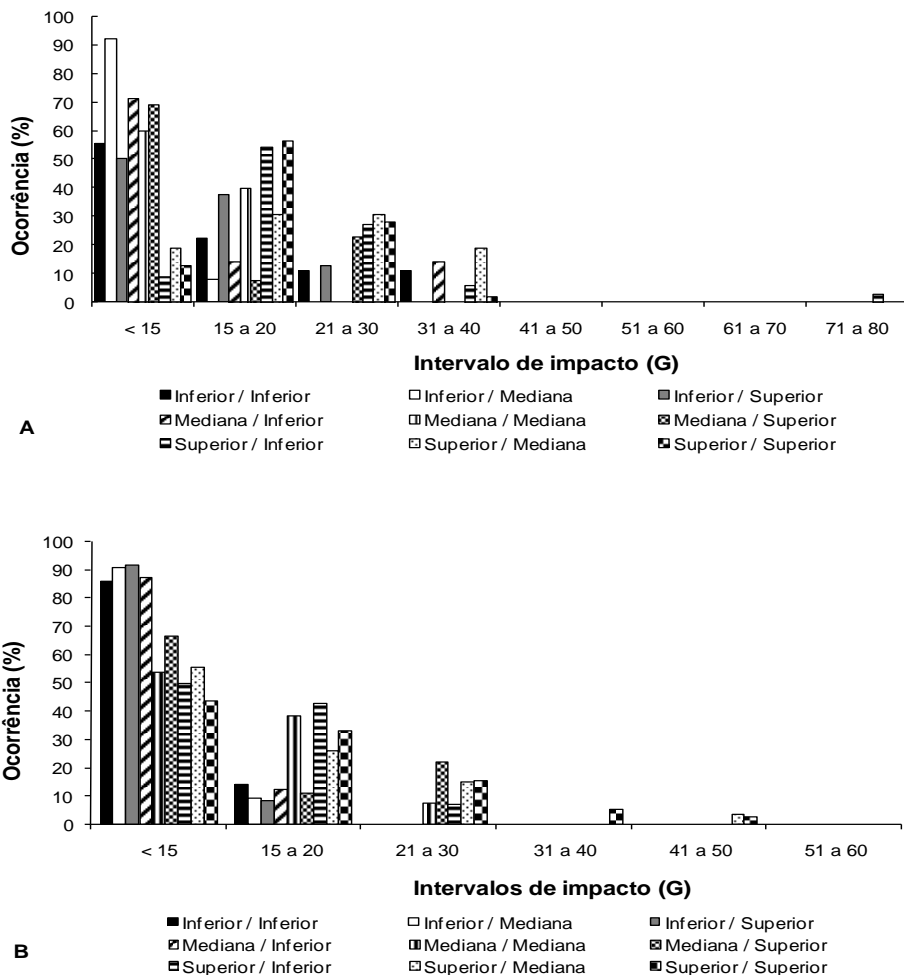 100
90
80
70
60
50
40
30
20
10
0
Ocorrência (%)
< 15 15 a 20 21 a 30 31 a 40 41 a 50 51 a 60 61 a 70 71 a 80
Intervalo de impacto (G)
Inferior / Inferior Inferior / Mediana Inferior / Superior
Mediana / Inferior Mediana / Mediana Mediana / Superior
Superior / Inferior Superior / Mediana Superior / Superior
A
100
90
80
70
60
50
40
30
20
10
0
Ocorrência (%)
< 15 15 a 20 21 a 30 31 a 40 41 a 50 51 a 60
Intervalos de impacto (G)
Inferior / Inferior Inferior / Mediana Inferior / Superior
Mediana / Inferior Mediana / Mediana Mediana / Superior
Superior / Inferior Superior / Mediana Superior / Superior
B